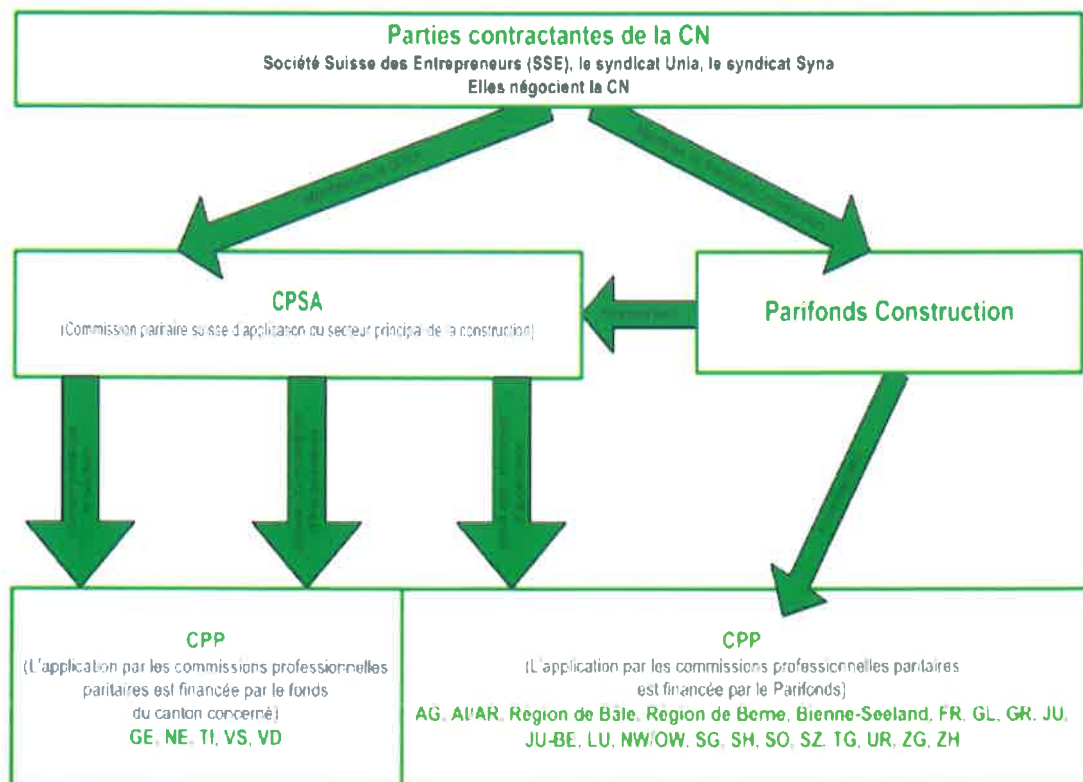 Parties contractantes de la CN
Société Suisse des Entrepreneurs (SSE), le syndicat Unia, le syndicat Syna
Elles négocient la CN
CPSA
(Commission paritaire suisse d'application du secteur principal de la construction)
Parifonds Construction
CPP
(L'application par les commissions professionnelles
paritaires est financée par le fonds
du canton concerné)
GE, NE, TI, VS, VD
CPP
(L'application par les commissions professionnelles paritaires
est financée par le Parifonds)
AG, AI/AR, Région de Bâle, Région de Berne, Bienne-Seeland, FR, GL, GR, JU,
JU-BE, LU, NW/OW, SG, SH, SO, SZ, TG, UR, ZG, ZH